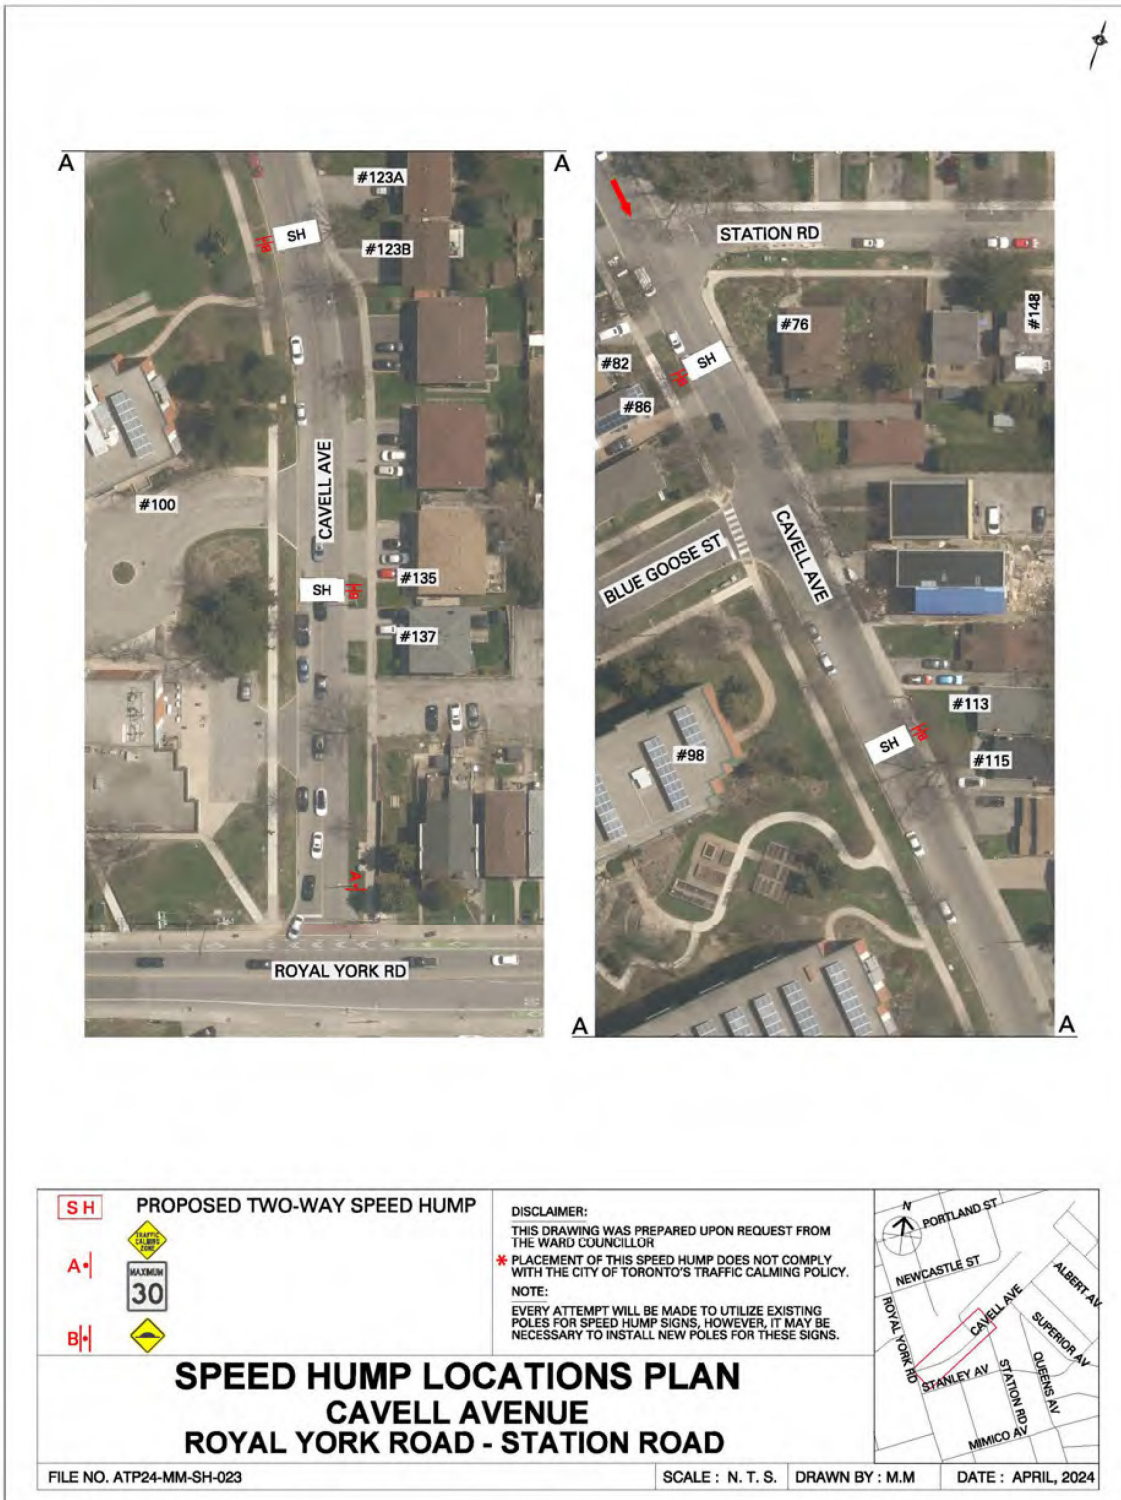 A
A
#123A
SH
#123B
CAVELL AVE
#100
SH
#135
#137
A
ROYAL YORK RD
STATION RD
#148
#76
#82
SH
#86
CAVELL AVE
BLUE GOOSE ST
#113
SH
#98
#115
A
A
SH
PROPOSED TWO-WAY SPEED HUMP
TRAFFIC
CALMING
ZONE
A
MAXIMUM
30
B
DISCLAIMER:
THIS DRAWING WAS PREPARED UPON REQUEST FROM
THE WARD COUNCILLOR
* PLACEMENT OF THIS SPEED HUMP DOES NOT COMPLY
WITH THE CITY OF TORONTO'S TRAFFIC CALMING POLICY.
NOTE:
EVERY ATTEMPT WILL BE MADE TO UTILIZE EXISTING
POLES FOR SPEED HUMP SIGNS, HOWEVER, IT MAY BE
NECESSARY TO INSTALL NEW POLES FOR THESE SIGNS.
N
PORTLAND ST
NEWCASTLE ST
ROYAL YORK RD
CAVELL AVE
ALBERT AV
SUPERIOR AV
STANLEY AV
STATION RD
QUEENS AV
MIMICO AV
SPEED HUMP LOCATIONS PLAN
CAVELL AVENUE
ROYAL YORK ROAD - STATION ROAD
FILE NO. ATP24-MM-SH-023
SCALE : N. T. S.
DRAWN BY : M.M
DATE : APRIL, 2024